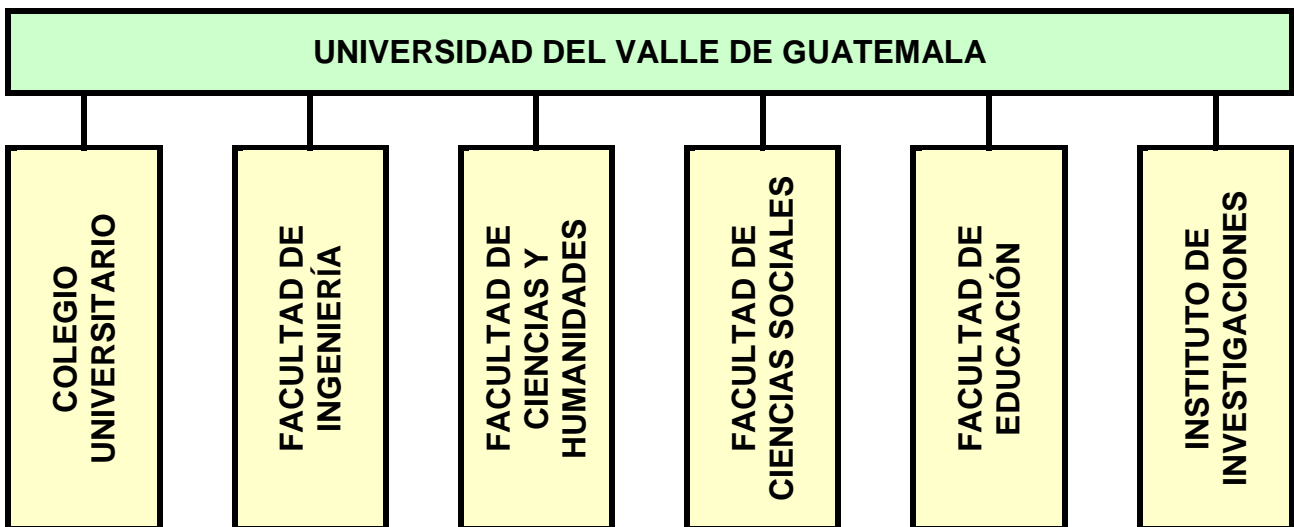 UNIVERSIDAD DEL VALLE DE GUATEMALA
COLEGIO
UNIVERSITARIO
FACULTAD DE
INGENIERÍA
FACULTAD DE
CIENCIAS Y
HUMANIDADES
FACULTAD DE
CIENCIAS SOCIALES
FACULTAD DE
EDUCACIÓN
INSTITUTO DE
INVESTIGACIONES